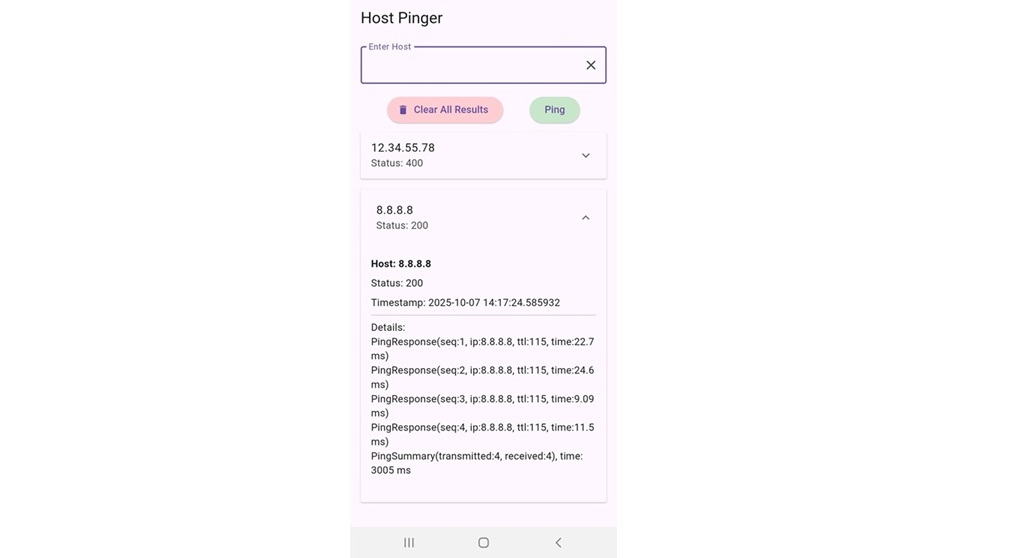 Host Pinger
Enter Host
Clear All Results
Ping
12.34.55.78
Status: 400
8.8.8.8
Status: 200
Host: 8.8.8.8
Status: 200
Timestamp: 2025-10-07 14:17:24.585932
Details:
PingResponse(seq:1, ip:8.8.8.8, ttl:115, time:22.7
ms)
PingResponse(seq:2, ip:8.8.8.8, ttl:115, time:24.6
ms)
PingResponse(seq:3, ip:8.8.8.8, ttl:115, time:9.09
ms)
PingResponse(seq:4, ip:8.8.8.8, ttl:115, time:11.5
ms)
PingSummary(transmitted:4, received:4), time:
3005 ms